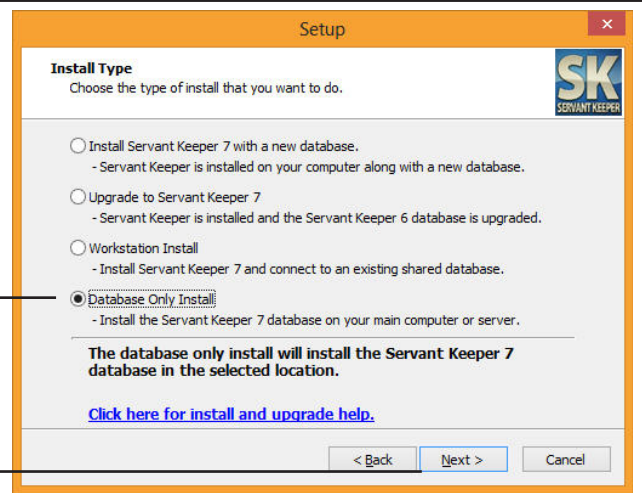 Setup
Install Type
Choose the type of install that you want to do.
SK
SERVANT KEEPER
Install Servant Keeper 7 with a new database.
- Servant Keeper is installed on your computer along with a new database.
Upgrade to Servant Keeper 7
- Servant Keeper is installed and the Servant Keeper 6 database is upgraded.
Workstation Install
- Install Servant Keeper 7 and connect to an existing shared database.
Database Only Install
- Install the Servant Keeper 7 database on your main computer or server.
The database only install will install the Servant Keeper 7
database in the selected location.
Click here for install and upgrade help.
< Back Next > Cancel